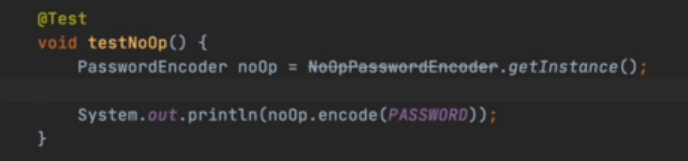 @Test
void testNoOp() {
    PasswordEncoder noOp = NoOpPasswordEncoder.getInstance();
    System.out.println(noOp.encode(PASSWORD));
}